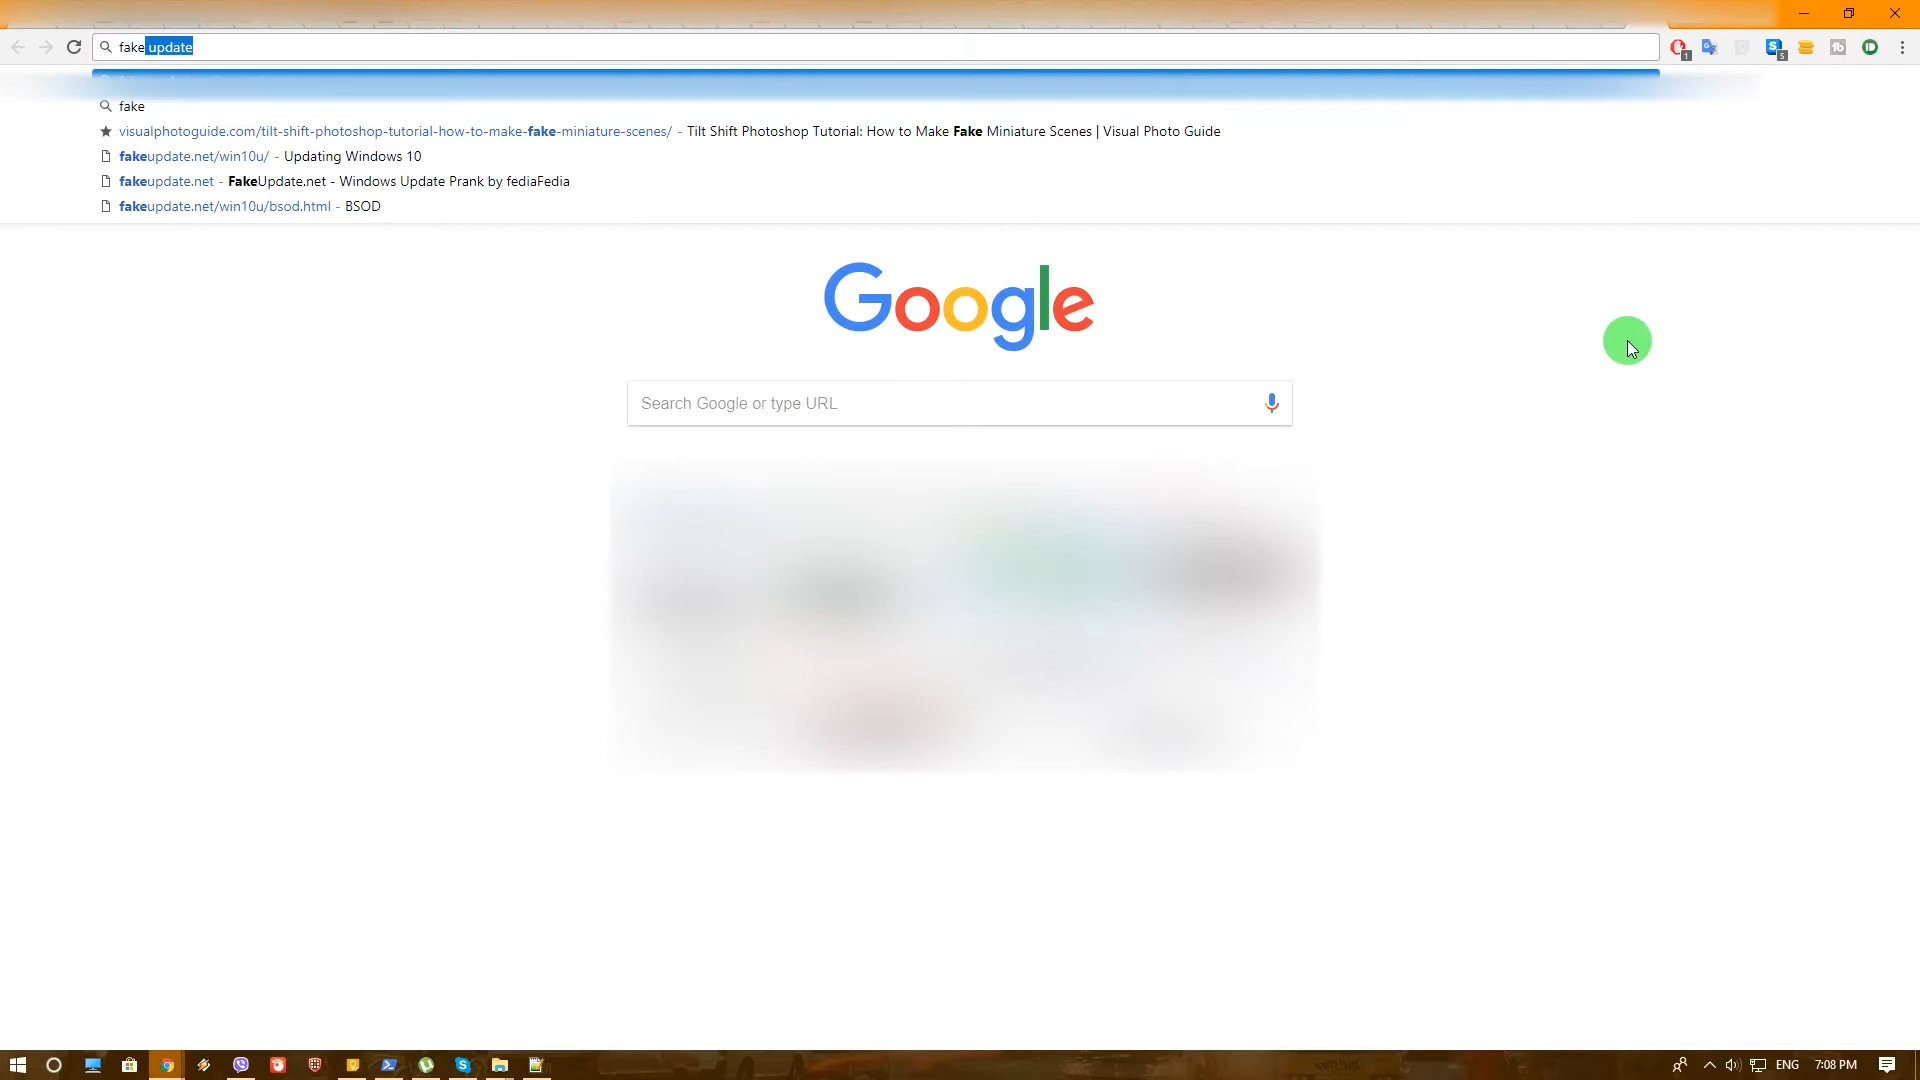 fake update
fake
visualphotoguide.com/tilt-shift-photoshop-tutorial-how-to-make-fake-miniature-scenes/ - Tilt Shift Photoshop Tutorial: How to Make Fake Miniature Scenes | Visual Photo Guide
fakeupdate.net/win10u/ - Updating Windows 10
fakeupdate.net - FakeUpdate.net - Windows Update Prank by fediaFedia
fakeupdate.net/win10u/bsod.html - BSOD
Google
Search Google or type URL
ENG 7:08 PM